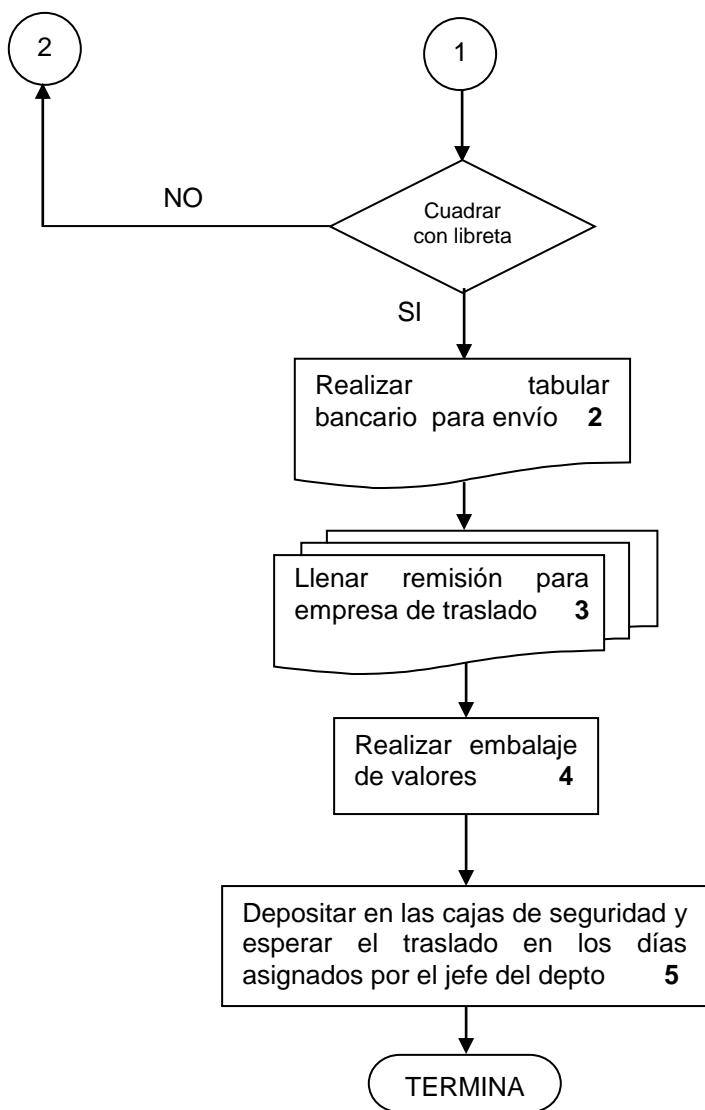 2
1
NO
Cuadrar
con libreta
SI
Realizar tabular
bancario para envío 2
Llenar remisión para
empresa de traslado 3
Realizar embalaje
de valores 4
Depositar en las cajas de seguridad y
esperar el traslado en los días
asignados por el jefe del depto 5
TERMINA